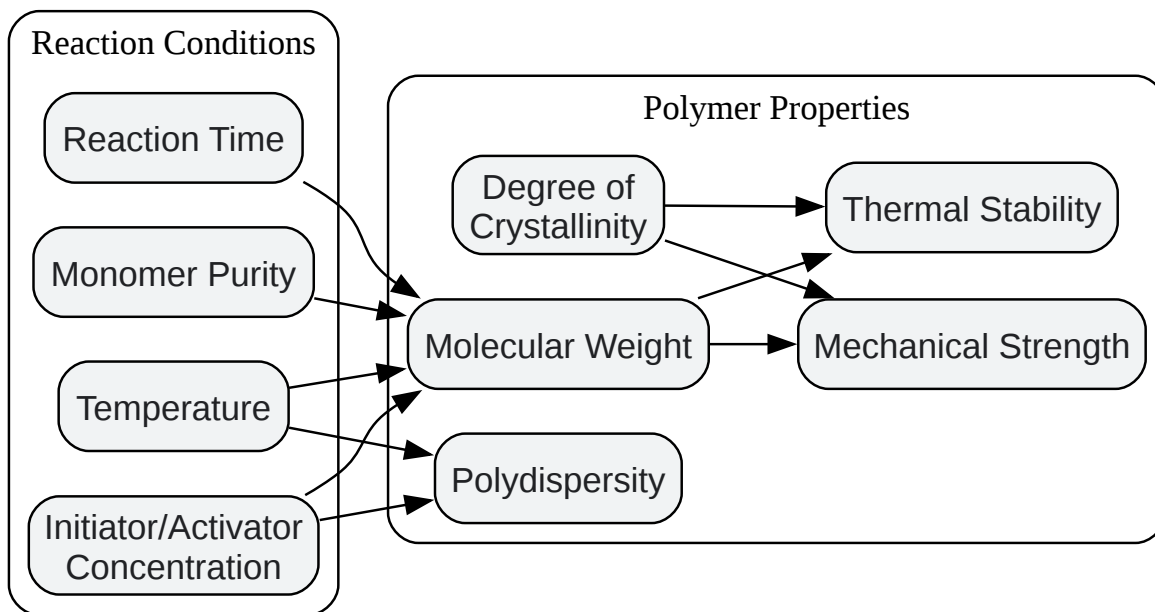 Reaction Conditions
Reaction Time
Monomer Purity
Temperature
Initiator/Activator
Concentration
Polymer Properties
Degree of
Crystallinity
Molecular Weight
Polydispersity
Thermal Stability
Mechanical Strength